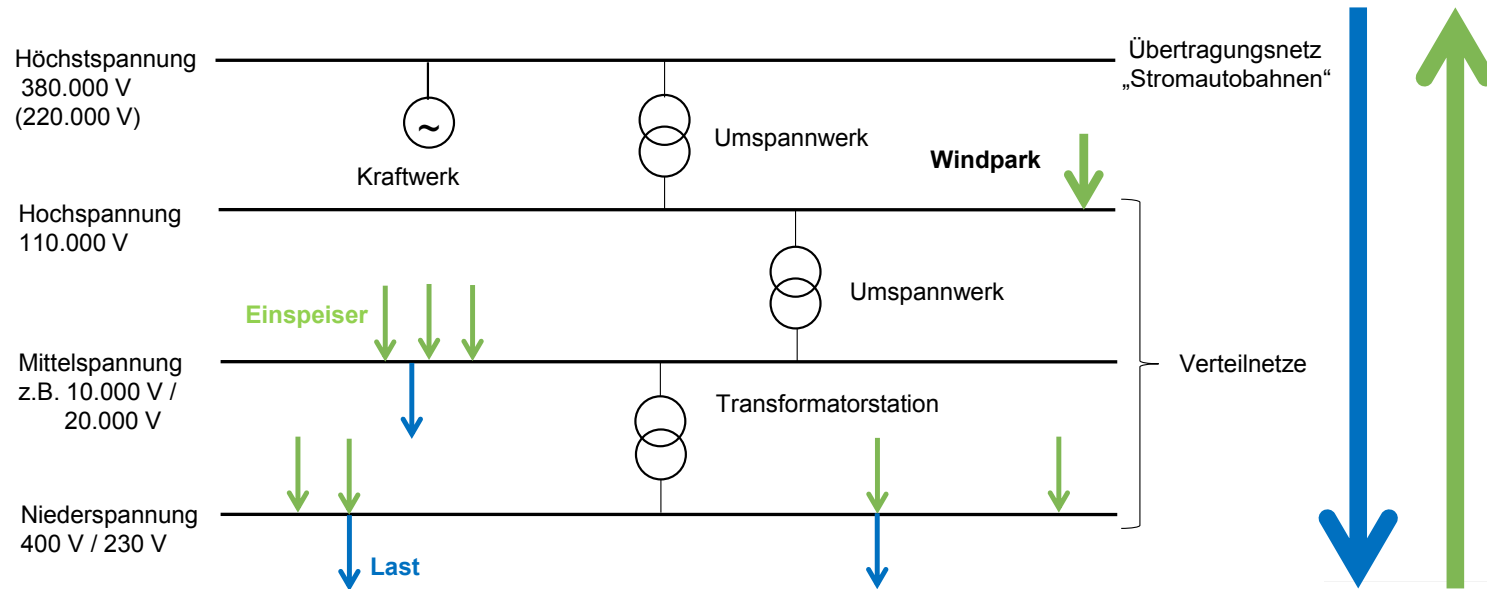 Höchstspannung
380.000 V
(220.000 V)
Übertragungsnetz
„Stromautobahnen“
~
Kraftwerk
Umspannwerk
Windpark
Hochspannung
110.000 V
Umspannwerk
Einspeiser
Mittelspannung
z.B. 10.000 V /
20.000 V
Transformatorstation
Verteilnetze
Niederspannung
400 V / 230 V
Last